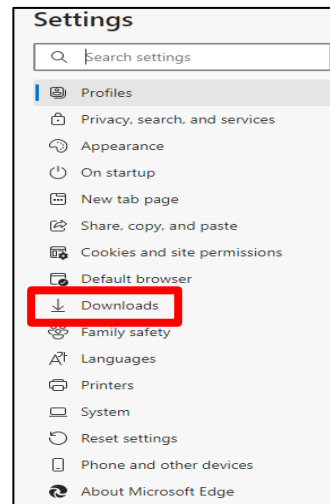 Settings
Search settings
Profiles
Privacy, search, and services
Appearance
On startup
New tab page
Share, copy, and paste
Cookies and site permissions
Default browser
Downloads
Family safety
Languages
Printers
System
Reset settings
Phone and other devices
About Microsoft Edge